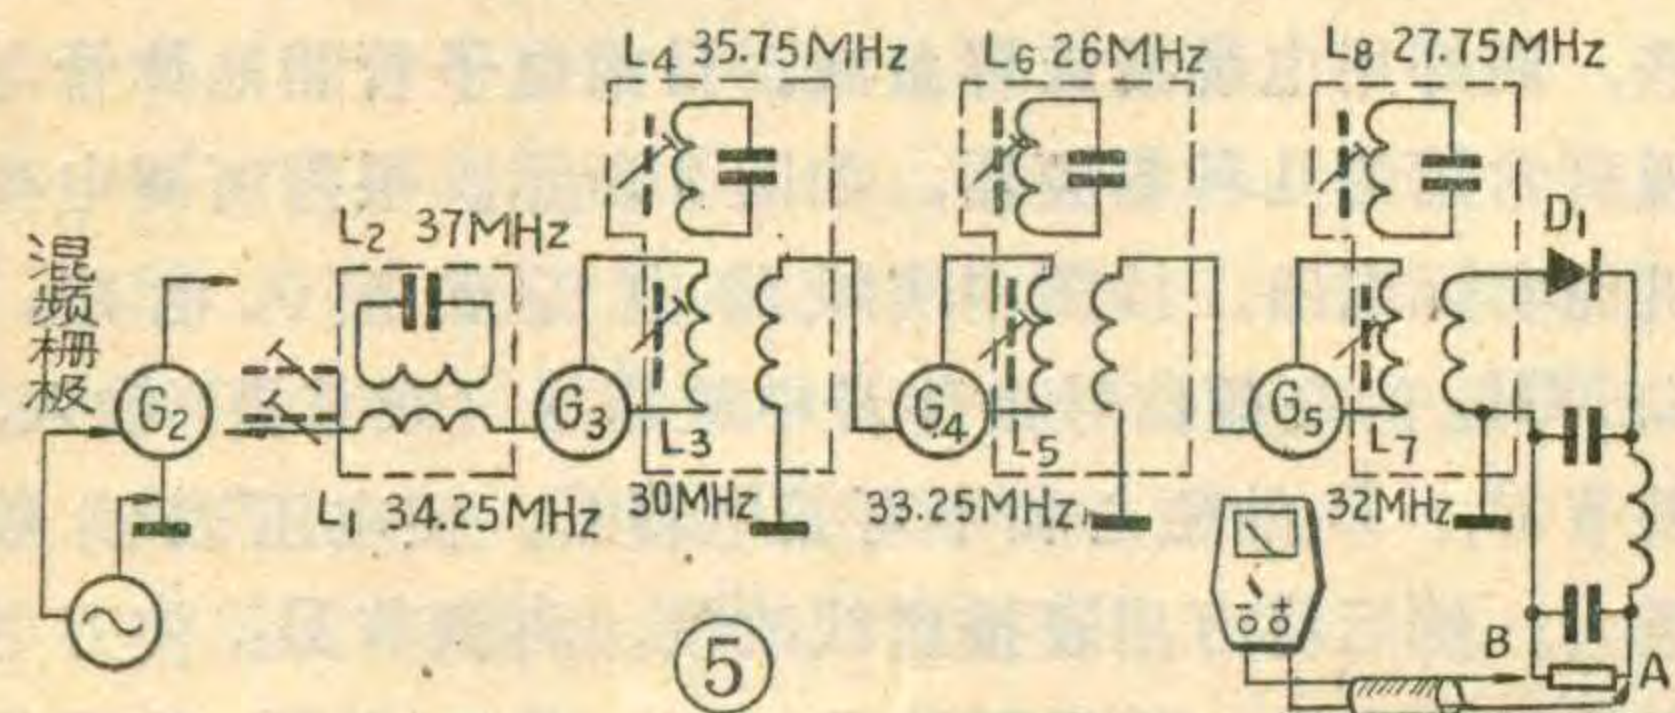 L4 35.75MHz
L6 26MHz
L8 27.75MHz
混频栅极
L2 37MHz
D1
G2
G3
G4
G5
L3
L5
L7
L1 34.25MHz
30MHz
33.25MHz
32MHz
- +
B
A
⑤